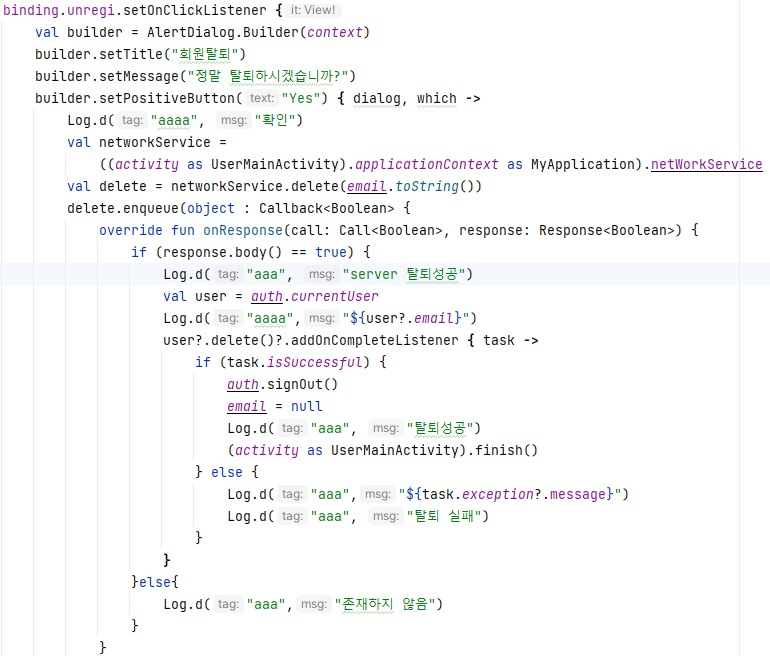 binding.unregi.setOnClickListener { it: View!
val builder = AlertDialog.Builder(context)
builder.setTitle("회원탈퇴")
builder.setMessage("정말 탈퇴하시겠습니까?")
builder.setPositiveButton( text: "Yes") { dialog, which ->
Log.d( tag: "aaaa", msg: "확인")
val networkService =
((activity as UserMainActivity).applicationContext as MyApplication).netWorkService
val delete = networkService.delete(email.toString())
delete.enqueue(object : Callback<Boolean> {
override fun onResponse(call: Call<Boolean>, response: Response<Boolean>) {
if (response.body() == true) {
Log.d( tag: "aaa", msg: "server 탈퇴성공")
val user = auth.currentUser
Log.d( tag: "aaaa", msg: "${user?.email}")
user?.delete()?.addOnCompleteListener { task ->
if (task.isSuccessful) {
auth.signOut()
email = null
Log.d( tag: "aaa", msg: "탈퇴성공")
(activity as UserMainActivity).finish()
} else {
Log.d( tag: "aaa", msg: "${task.exception?.message}")
Log.d( tag: "aaa", msg: "탈퇴 실패")
}
}
}else{
Log.d( tag: "aaa", msg: "존재하지 않음")
}
}